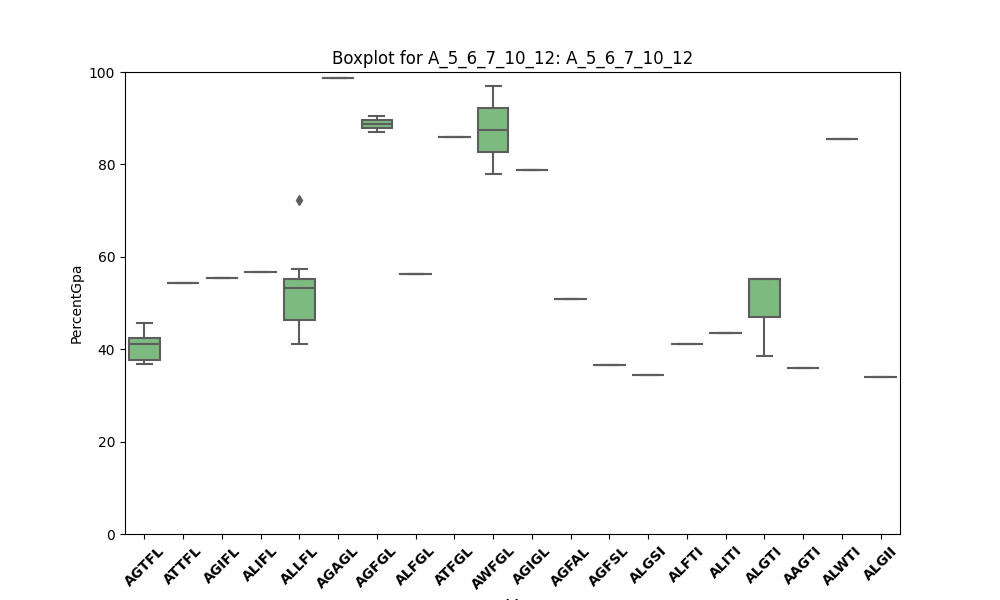 Boxplot for A_5_6_7_10_12: A_5_6_7_10_12
PercentGpa
100
80
60
40
20
0
AGTFL
ATTFL
AGIFL
ALIFL
ALLFL
AGAGL
AGFGL
ALFGL
ATFGL
AWFGL
AGIGL
AGFAL
AGFSL
ALGSI
ALFTI
ALITI
ALGTI
AAGTI
ALWTI
ALGII